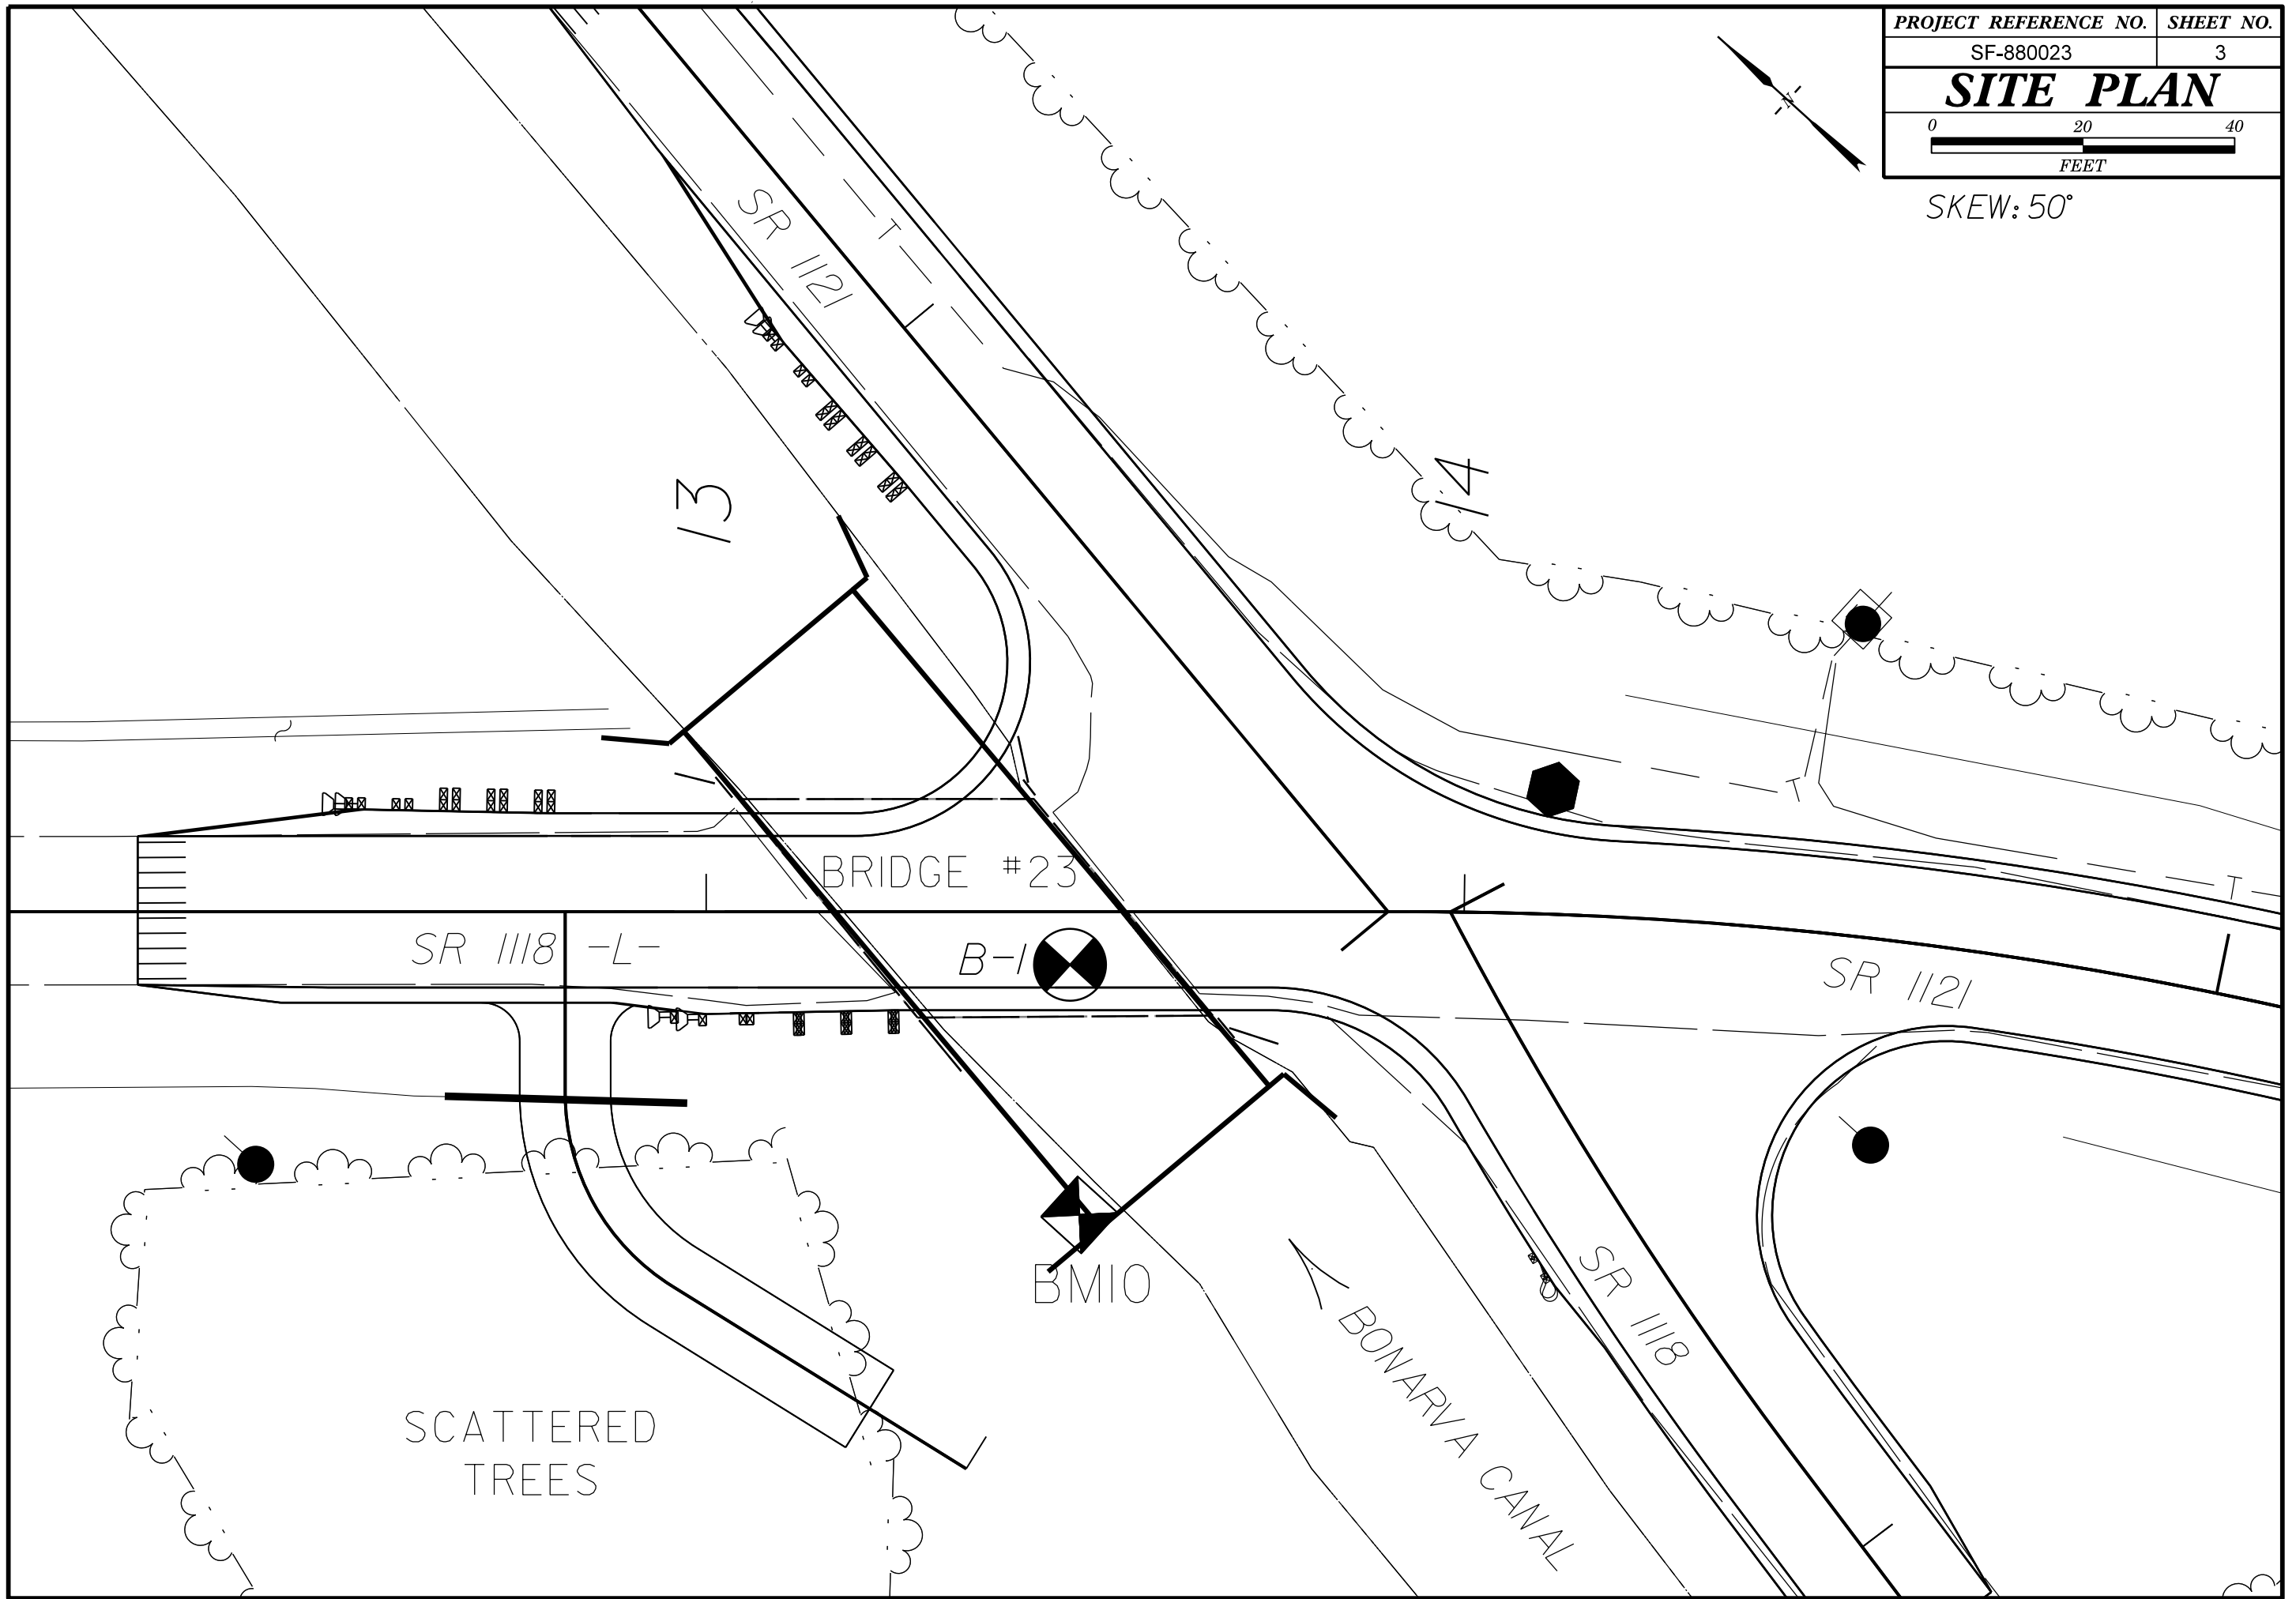 PROJECT REFERENCE NO. SHEET NO.
SF-880023 3
SITE PLAN
0 20 40
FEET
SKEW: 50°
N
SR 1121
13
14
BRIDGE #23
SR 1118 -L-
B-1
SR 1121
BM10
SR 1118
BONARVA CANAL
SCATTERED
TREES
T
T
T